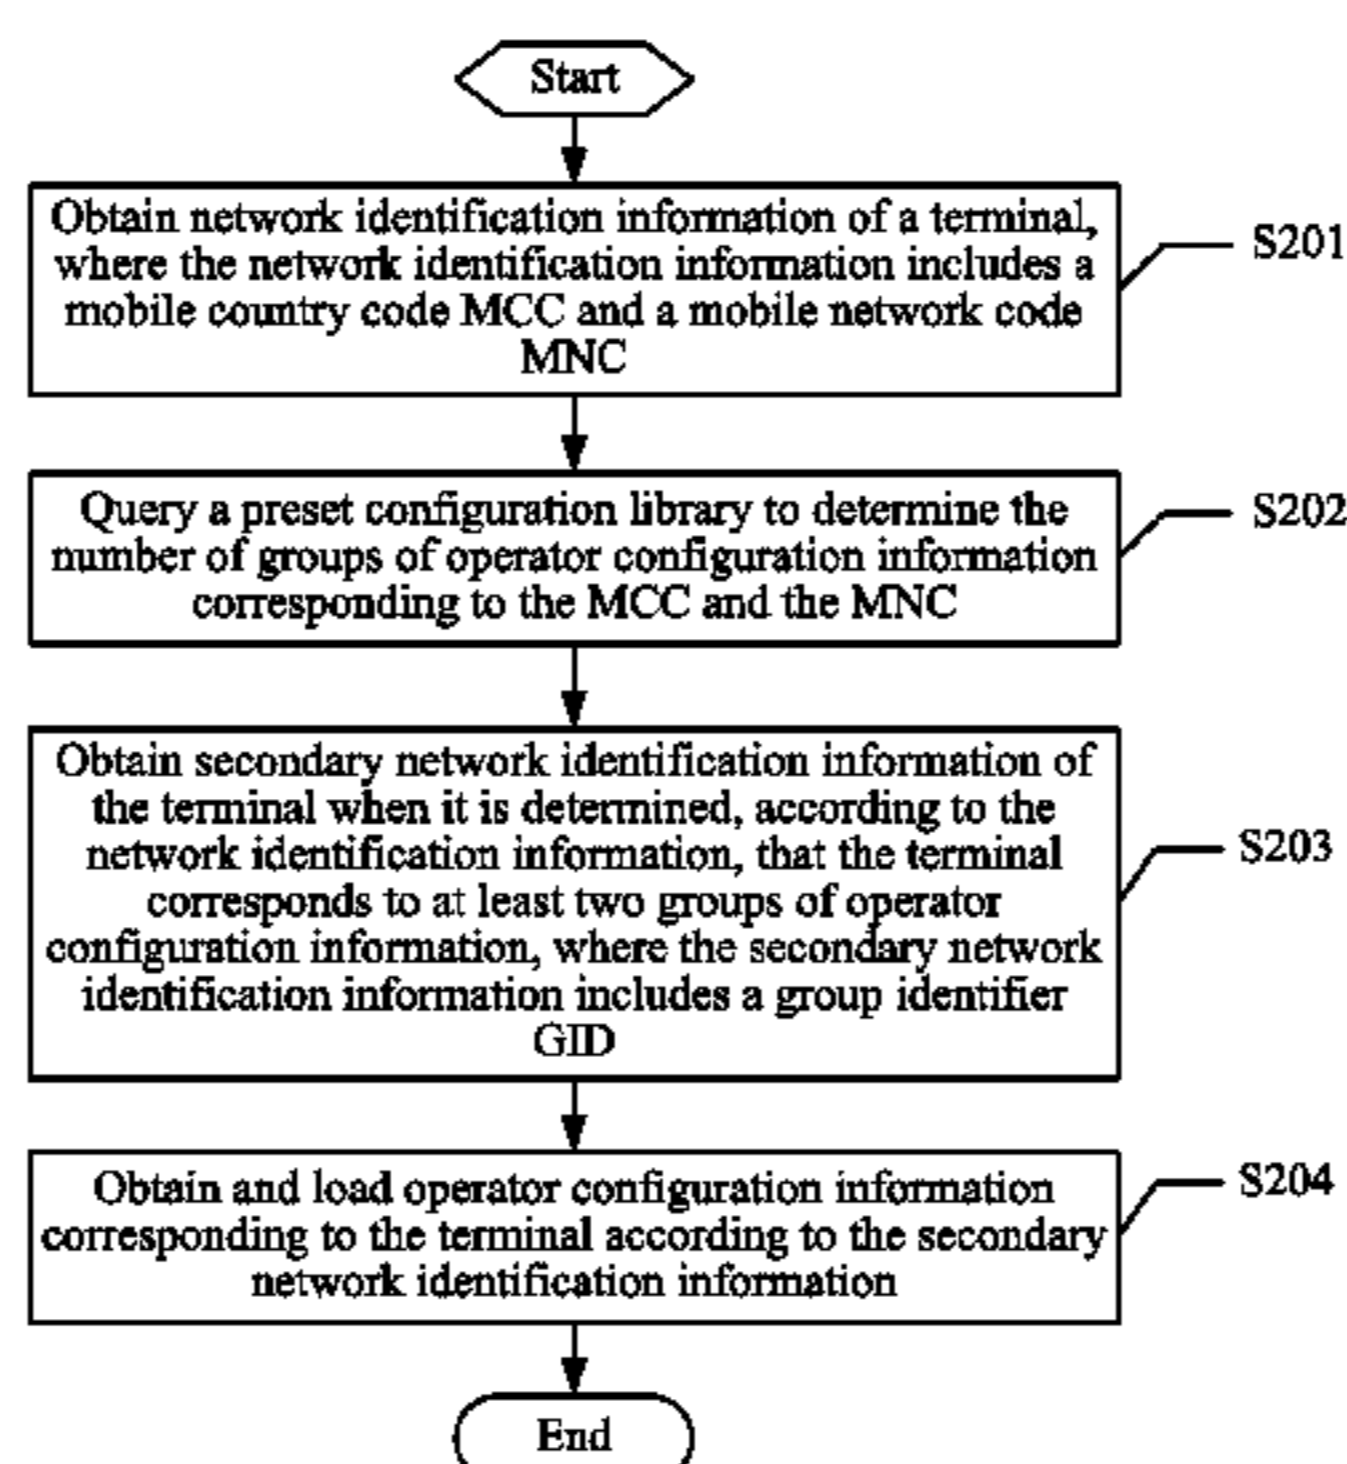 Start
Obtain network identification information of a terminal,
where the network identification information includes a
mobile country code MCC and a mobile network code
MNC
S201
Query a preset configuration library to determine the
number of groups of operator configuration information
corresponding to the MCC and the MNC
S202
Obtain secondary network identification information of
the terminal when it is determined, according to the
network identification information, that the terminal
corresponds to at least two groups of operator
configuration information, where the secondary network
identification information includes a group identifier
GID
S203
Obtain and load operator configuration information
corresponding to the terminal according to the secondary
network identification information
S204
End